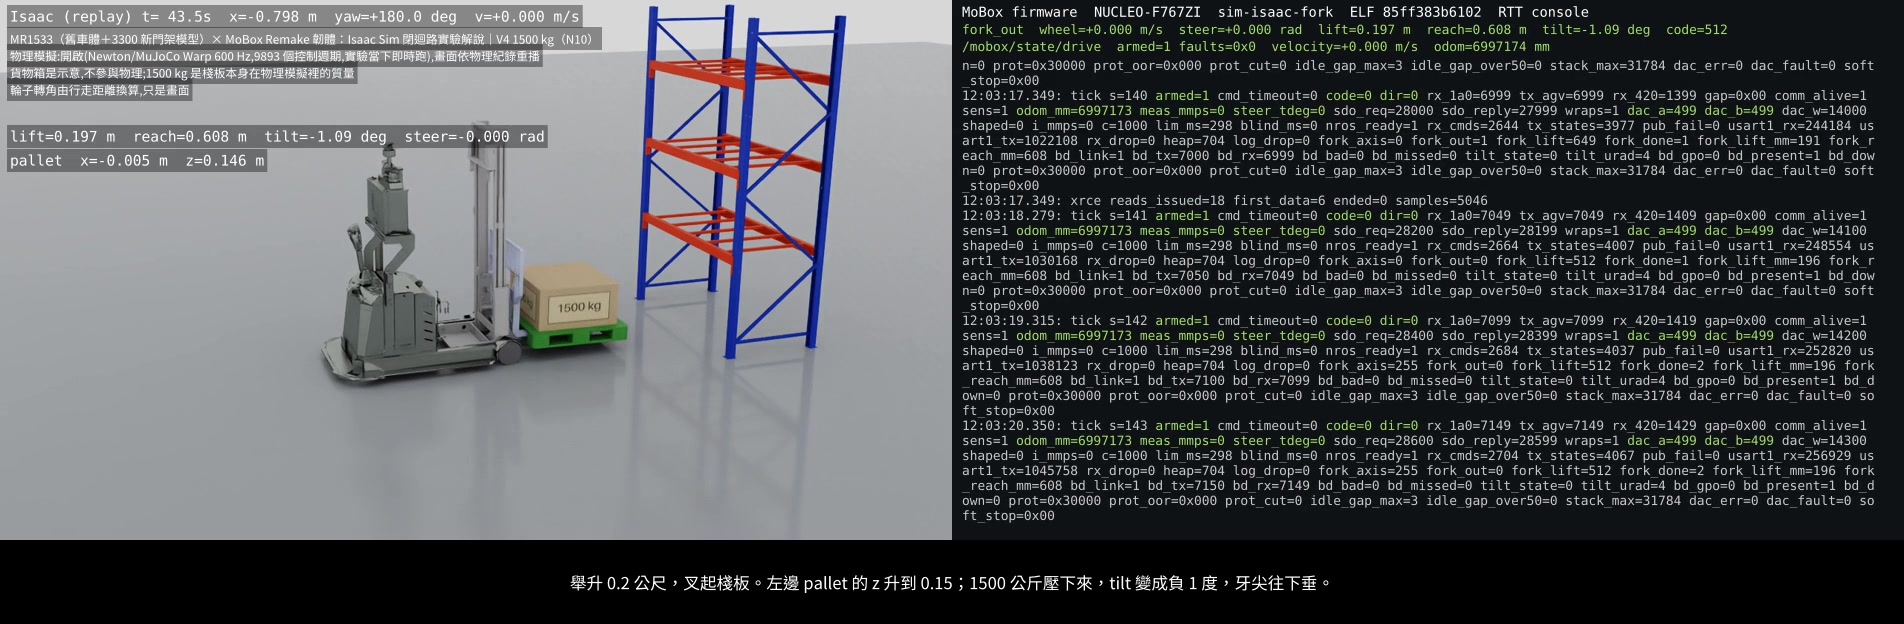 Isaac (replay) t= 43.5s  x=-0.798 m  yaw=+180.0 deg  v=+0.000 m/s
MR1533（舊車體＋3300 新門架模型）× MoBox Remake 韌體：Isaac Sim 閉迴路實驗解說｜V4 1500 kg（N10）
物理模擬:開啟(Newton/MuJoCo Warp 600 Hz,9893 個控制週期,實驗當下即時跑),畫面依物理紀錄重播
貨物箱是示意,不參與物理;1500 kg 是棧板本身在物理模擬裡的質量
輪子轉角由行走距離換算,只是畫面
lift=0.197 m  reach=0.608 m  tilt=-1.09 deg  steer=-0.000 rad
pallet  x=-0.005 m  z=0.146 m
1500 kg
MoBox firmware  NUCLEO-F767ZI  sim-isaac-fork  ELF 85ff383b6102  RTT console
fork_out  wheel=+0.000 m/s  steer=+0.000 rad  lift=0.197 m  reach=0.608 m  tilt=-1.09 deg  code=512
/mobox/state/drive  armed=1 faults=0x0  velocity=+0.000 m/s  odom=6997174 mm
n=0 prot=0x30000 prot_oor=0x000 prot_cut=0 idle_gap_max=3 idle_gap_over50=0 stack_max=31784 dac_err=0 dac_fault=0 soft
_stop=0x00
12:03:17.349: tick s=140 armed=1 cmd_timeout=0 code=0 dir=0 rx_1a0=6999 tx_agv=6999 rx_420=1399 gap=0x00 comm_alive=1
sens=1 odom_mm=6997173 meas_mmps=0 steer_tdeg=0 sdo_req=28000 sdo_reply=27999 wraps=1 dac_a=499 dac_b=499 dac_w=14000
shaped=0 i_mmps=0 c=1000 lim_ms=298 blind_ms=0 nros_ready=1 rx_cmds=2644 tx_states=3977 pub_fail=0 usart1_rx=244184 us
art1_tx=1022108 rx_drop=0 heap=704 log_drop=0 fork_axis=0 fork_out=1 fork_lift=649 fork_done=1 fork_lift_mm=191 fork_r
each_mm=608 bd_link=1 bd_tx=7000 bd_rx=6999 bd_bad=0 bd_missed=0 tilt_state=0 tilt_urad=4 bd_gpo=0 bd_present=1 bd_dow
n=0 prot=0x30000 prot_oor=0x000 prot_cut=0 idle_gap_max=3 idle_gap_over50=0 stack_max=31784 dac_err=0 dac_fault=0 soft
_stop=0x00
12:03:17.349: xrce reads_issued=18 first_data=6 ended=0 samples=5046
12:03:18.279: tick s=141 armed=1 cmd_timeout=0 code=0 dir=0 rx_1a0=7049 tx_agv=7049 rx_420=1409 gap=0x00 comm_alive=1
sens=1 odom_mm=6997173 meas_mmps=0 steer_tdeg=0 sdo_req=28200 sdo_reply=28199 wraps=1 dac_a=499 dac_b=499 dac_w=14100
shaped=0 i_mmps=0 c=1000 lim_ms=298 blind_ms=0 nros_ready=1 rx_cmds=2664 tx_states=4007 pub_fail=0 usart1_rx=248554 us
art1_tx=1030168 rx_drop=0 heap=704 log_drop=0 fork_axis=0 fork_out=0 fork_lift=512 fork_done=1 fork_lift_mm=196 fork_r
each_mm=608 bd_link=1 bd_tx=7050 bd_rx=7049 bd_bad=0 bd_missed=0 tilt_state=0 tilt_urad=4 bd_gpo=0 bd_present=1 bd_dow
n=0 prot=0x30000 prot_oor=0x000 prot_cut=0 idle_gap_max=3 idle_gap_over50=0 stack_max=31784 dac_err=0 dac_fault=0 soft
_stop=0x00
12:03:19.315: tick s=142 armed=1 cmd_timeout=0 code=0 dir=0 rx_1a0=7099 tx_agv=7099 rx_420=1419 gap=0x00 comm_alive=1
sens=1 odom_mm=6997173 meas_mmps=0 steer_tdeg=0 sdo_req=28400 sdo_reply=28399 wraps=1 dac_a=499 dac_b=499 dac_w=14200
shaped=0 i_mmps=0 c=1000 lim_ms=298 blind_ms=0 nros_ready=1 rx_cmds=2684 tx_states=4037 pub_fail=0 usart1_rx=252820 us
art1_tx=1038123 rx_drop=0 heap=704 log_drop=0 fork_axis=255 fork_out=0 fork_lift=512 fork_done=2 fork_lift_mm=196 fork
_reach_mm=608 bd_link=1 bd_tx=7100 bd_rx=7099 bd_bad=0 bd_missed=0 tilt_state=0 tilt_urad=4 bd_gpo=0 bd_present=1 bd_d
own=0 prot=0x30000 prot_oor=0x000 prot_cut=0 idle_gap_max=3 idle_gap_over50=0 stack_max=31784 dac_err=0 dac_fault=0 so
ft_stop=0x00
12:03:20.350: tick s=143 armed=1 cmd_timeout=0 code=0 dir=0 rx_1a0=7149 tx_agv=7149 rx_420=1429 gap=0x00 comm_alive=1
sens=1 odom_mm=6997173 meas_mmps=0 steer_tdeg=0 sdo_req=28600 sdo_reply=28599 wraps=1 dac_a=499 dac_b=499 dac_w=14300
shaped=0 i_mmps=0 c=1000 lim_ms=298 blind_ms=0 nros_ready=1 rx_cmds=2704 tx_states=4067 pub_fail=0 usart1_rx=256929 us
art1_tx=1045758 rx_drop=0 heap=704 log_drop=0 fork_axis=255 fork_out=0 fork_lift=512 fork_done=2 fork_lift_mm=196 fork
_reach_mm=608 bd_link=1 bd_tx=7150 bd_rx=7149 bd_bad=0 bd_missed=0 tilt_state=0 tilt_urad=4 bd_gpo=0 bd_present=1 bd_d
own=0 prot=0x30000 prot_oor=0x000 prot_cut=0 idle_gap_max=3 idle_gap_over50=0 stack_max=31784 dac_err=0 dac_fault=0 so
ft_stop=0x00
舉升 0.2 公尺，叉起棧板。左邊 pallet 的 z 升到 0.15；1500 公斤壓下來，tilt 變成負 1 度，牙尖往下垂。